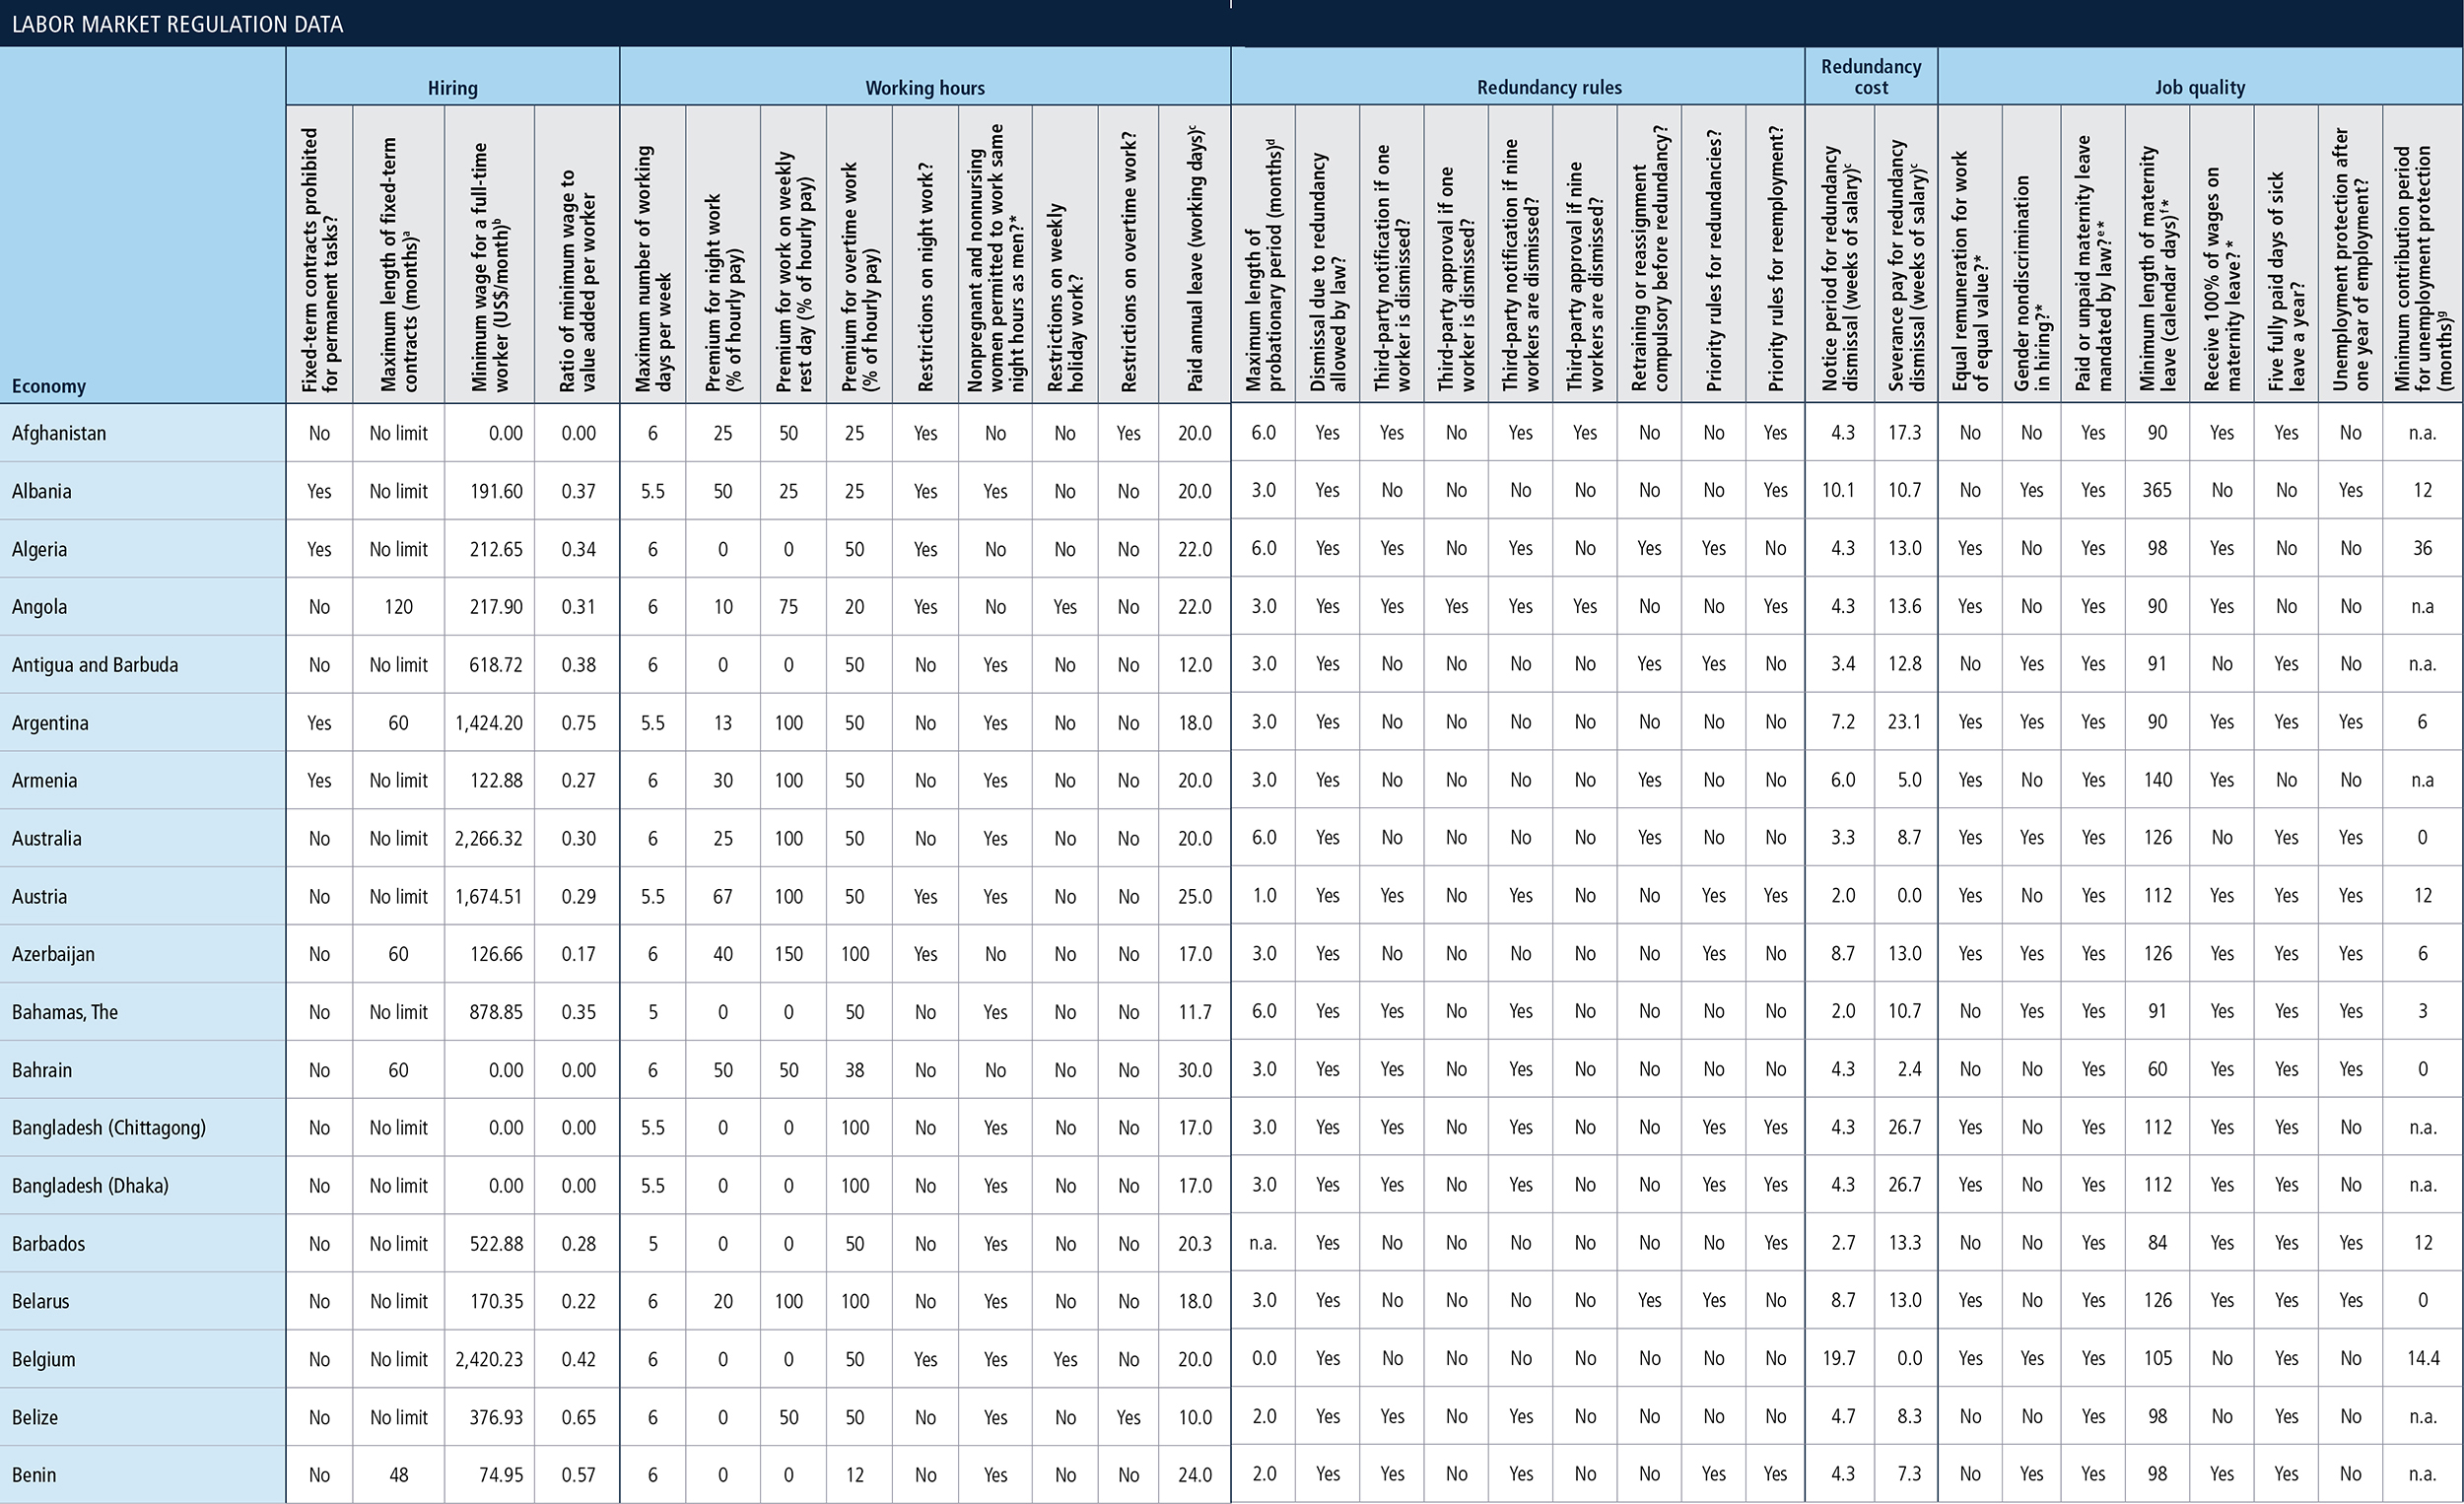 LABOR MARKET REGULATION DATA
Hiring Working hours Redundancy rules Redundancy cost Job quality
Economy
Fixed-term contracts prohibited for permanent tasks?
Maximum length of fixed-term contracts (months)ᵃ
Minimum wage for a full-time worker (US$/month)ᵇ
Ratio of minimum wage to value added per worker
Maximum number of working days per week
Premium for night work (% of hourly pay)
Premium for work on weekly rest day (% of hourly pay)
Premium for overtime work (% of hourly pay)
Restrictions on night work?
Nonpregnant and nonnursing women permitted to work same night hours as men?*
Restrictions on weekly holiday work?
Restrictions on overtime work?
Paid annual leave (working days)ᶜ
Maximum length of probationary period (months)ᵈ
Dismissal due to redundancy allowed by law?
Third-party notification if one worker is dismissed?
Third-party approval if one worker is dismissed?
Third-party notification if nine workers are dismissed?
Third-party approval if nine workers are dismissed?
Retraining or reassignment compulsory before redundancy?
Priority rules for redundancies?
Priority rules for reemployment?
Notice period for redundancy dismissal (weeks of salary)ᶜ
Severance pay for redundancy dismissal (weeks of salary)ᶜ
Equal remuneration for work of equal value?*
Gender nondiscrimination in hiring?*
Paid or unpaid maternity leave mandated by law?ᵉ*
Minimum length of maternity leave (calendar days)ᶠ*
Receive 100% of wages on maternity leave?*
Five fully paid days of sick leave a year?
Unemployment protection after one year of employment?
Minimum contribution period for unemployment protection (months)ᵍ
Afghanistan No No limit 0.00 0.00 6 25 50 25 Yes No No Yes 20.0 6.0 Yes Yes No Yes Yes No No Yes 4.3 17.3 No No Yes 90 Yes Yes No n.a.
Albania Yes No limit 191.60 0.37 5.5 50 25 25 Yes Yes No No 20.0 3.0 Yes No No No No No No Yes 10.1 10.7 No Yes Yes 365 No No Yes 12
Algeria Yes No limit 212.65 0.34 6 0 0 50 Yes No No No 22.0 6.0 Yes Yes No Yes No Yes Yes No 4.3 13.0 Yes No Yes 98 Yes No No 36
Angola No 120 217.90 0.31 6 10 75 20 Yes No Yes No 22.0 3.0 Yes Yes Yes Yes Yes No No Yes 4.3 13.6 Yes No Yes 90 Yes No No n.a
Antigua and Barbuda No No limit 618.72 0.38 6 0 0 50 No Yes No No 12.0 3.0 Yes No No No No Yes Yes No 3.4 12.8 No Yes Yes 91 No Yes No n.a.
Argentina Yes 60 1,424.20 0.75 5.5 13 100 50 No Yes No No 18.0 3.0 Yes No No No No No No No 7.2 23.1 Yes Yes Yes 90 Yes Yes Yes 6
Armenia Yes No limit 122.88 0.27 6 30 100 50 No Yes No No 20.0 3.0 Yes No No No No Yes No No 6.0 5.0 Yes No Yes 140 Yes No No n.a
Australia No No limit 2,266.32 0.30 6 25 100 50 No Yes No No 20.0 6.0 Yes No No No No Yes No No 3.3 8.7 Yes Yes Yes 126 No Yes Yes 0
Austria No No limit 1,674.51 0.29 5.5 67 100 50 Yes Yes No No 25.0 1.0 Yes Yes No Yes No No Yes Yes 2.0 0.0 Yes No Yes 112 Yes Yes Yes 12
Azerbaijan No 60 126.66 0.17 6 40 150 100 Yes No No No 17.0 3.0 Yes No No No No No Yes No 8.7 13.0 Yes Yes Yes 126 Yes Yes Yes 6
Bahamas, The No No limit 878.85 0.35 5 0 0 50 No Yes No No 11.7 6.0 Yes Yes No Yes No No No No 2.0 10.7 No Yes Yes 91 Yes Yes Yes 3
Bahrain No 60 0.00 0.00 6 50 50 38 No No No No 30.0 3.0 Yes Yes No Yes No No No No 4.3 2.4 No No Yes 60 Yes Yes Yes 0
Bangladesh (Chittagong) No No limit 0.00 0.00 5.5 0 0 100 No Yes No No 17.0 3.0 Yes Yes No Yes No No Yes Yes 4.3 26.7 Yes No Yes 112 Yes Yes No n.a.
Bangladesh (Dhaka) No No limit 0.00 0.00 5.5 0 0 100 No Yes No No 17.0 3.0 Yes Yes No Yes No No Yes Yes 4.3 26.7 Yes No Yes 112 Yes Yes No n.a.
Barbados No No limit 522.88 0.28 5 0 0 50 No Yes No No 20.3 n.a. Yes No No No No No No Yes 2.7 13.3 No No Yes 84 Yes Yes Yes 12
Belarus No No limit 170.35 0.22 6 20 100 100 No Yes No No 18.0 3.0 Yes No No No No Yes Yes No 8.7 13.0 Yes No Yes 126 Yes Yes Yes 0
Belgium No No limit 2,420.23 0.42 6 0 0 50 Yes Yes Yes No 20.0 0.0 Yes No No No No No No No 19.7 0.0 Yes Yes Yes 105 No Yes No 14.4
Belize No No limit 376.93 0.65 6 0 50 50 No Yes No Yes 10.0 2.0 Yes Yes No Yes No No No No 4.7 8.3 No No Yes 98 No Yes No n.a.
Benin No 48 74.95 0.57 6 0 0 12 No Yes No No 24.0 2.0 Yes Yes No Yes No No Yes Yes 4.3 7.3 No Yes Yes 98 Yes Yes No n.a.